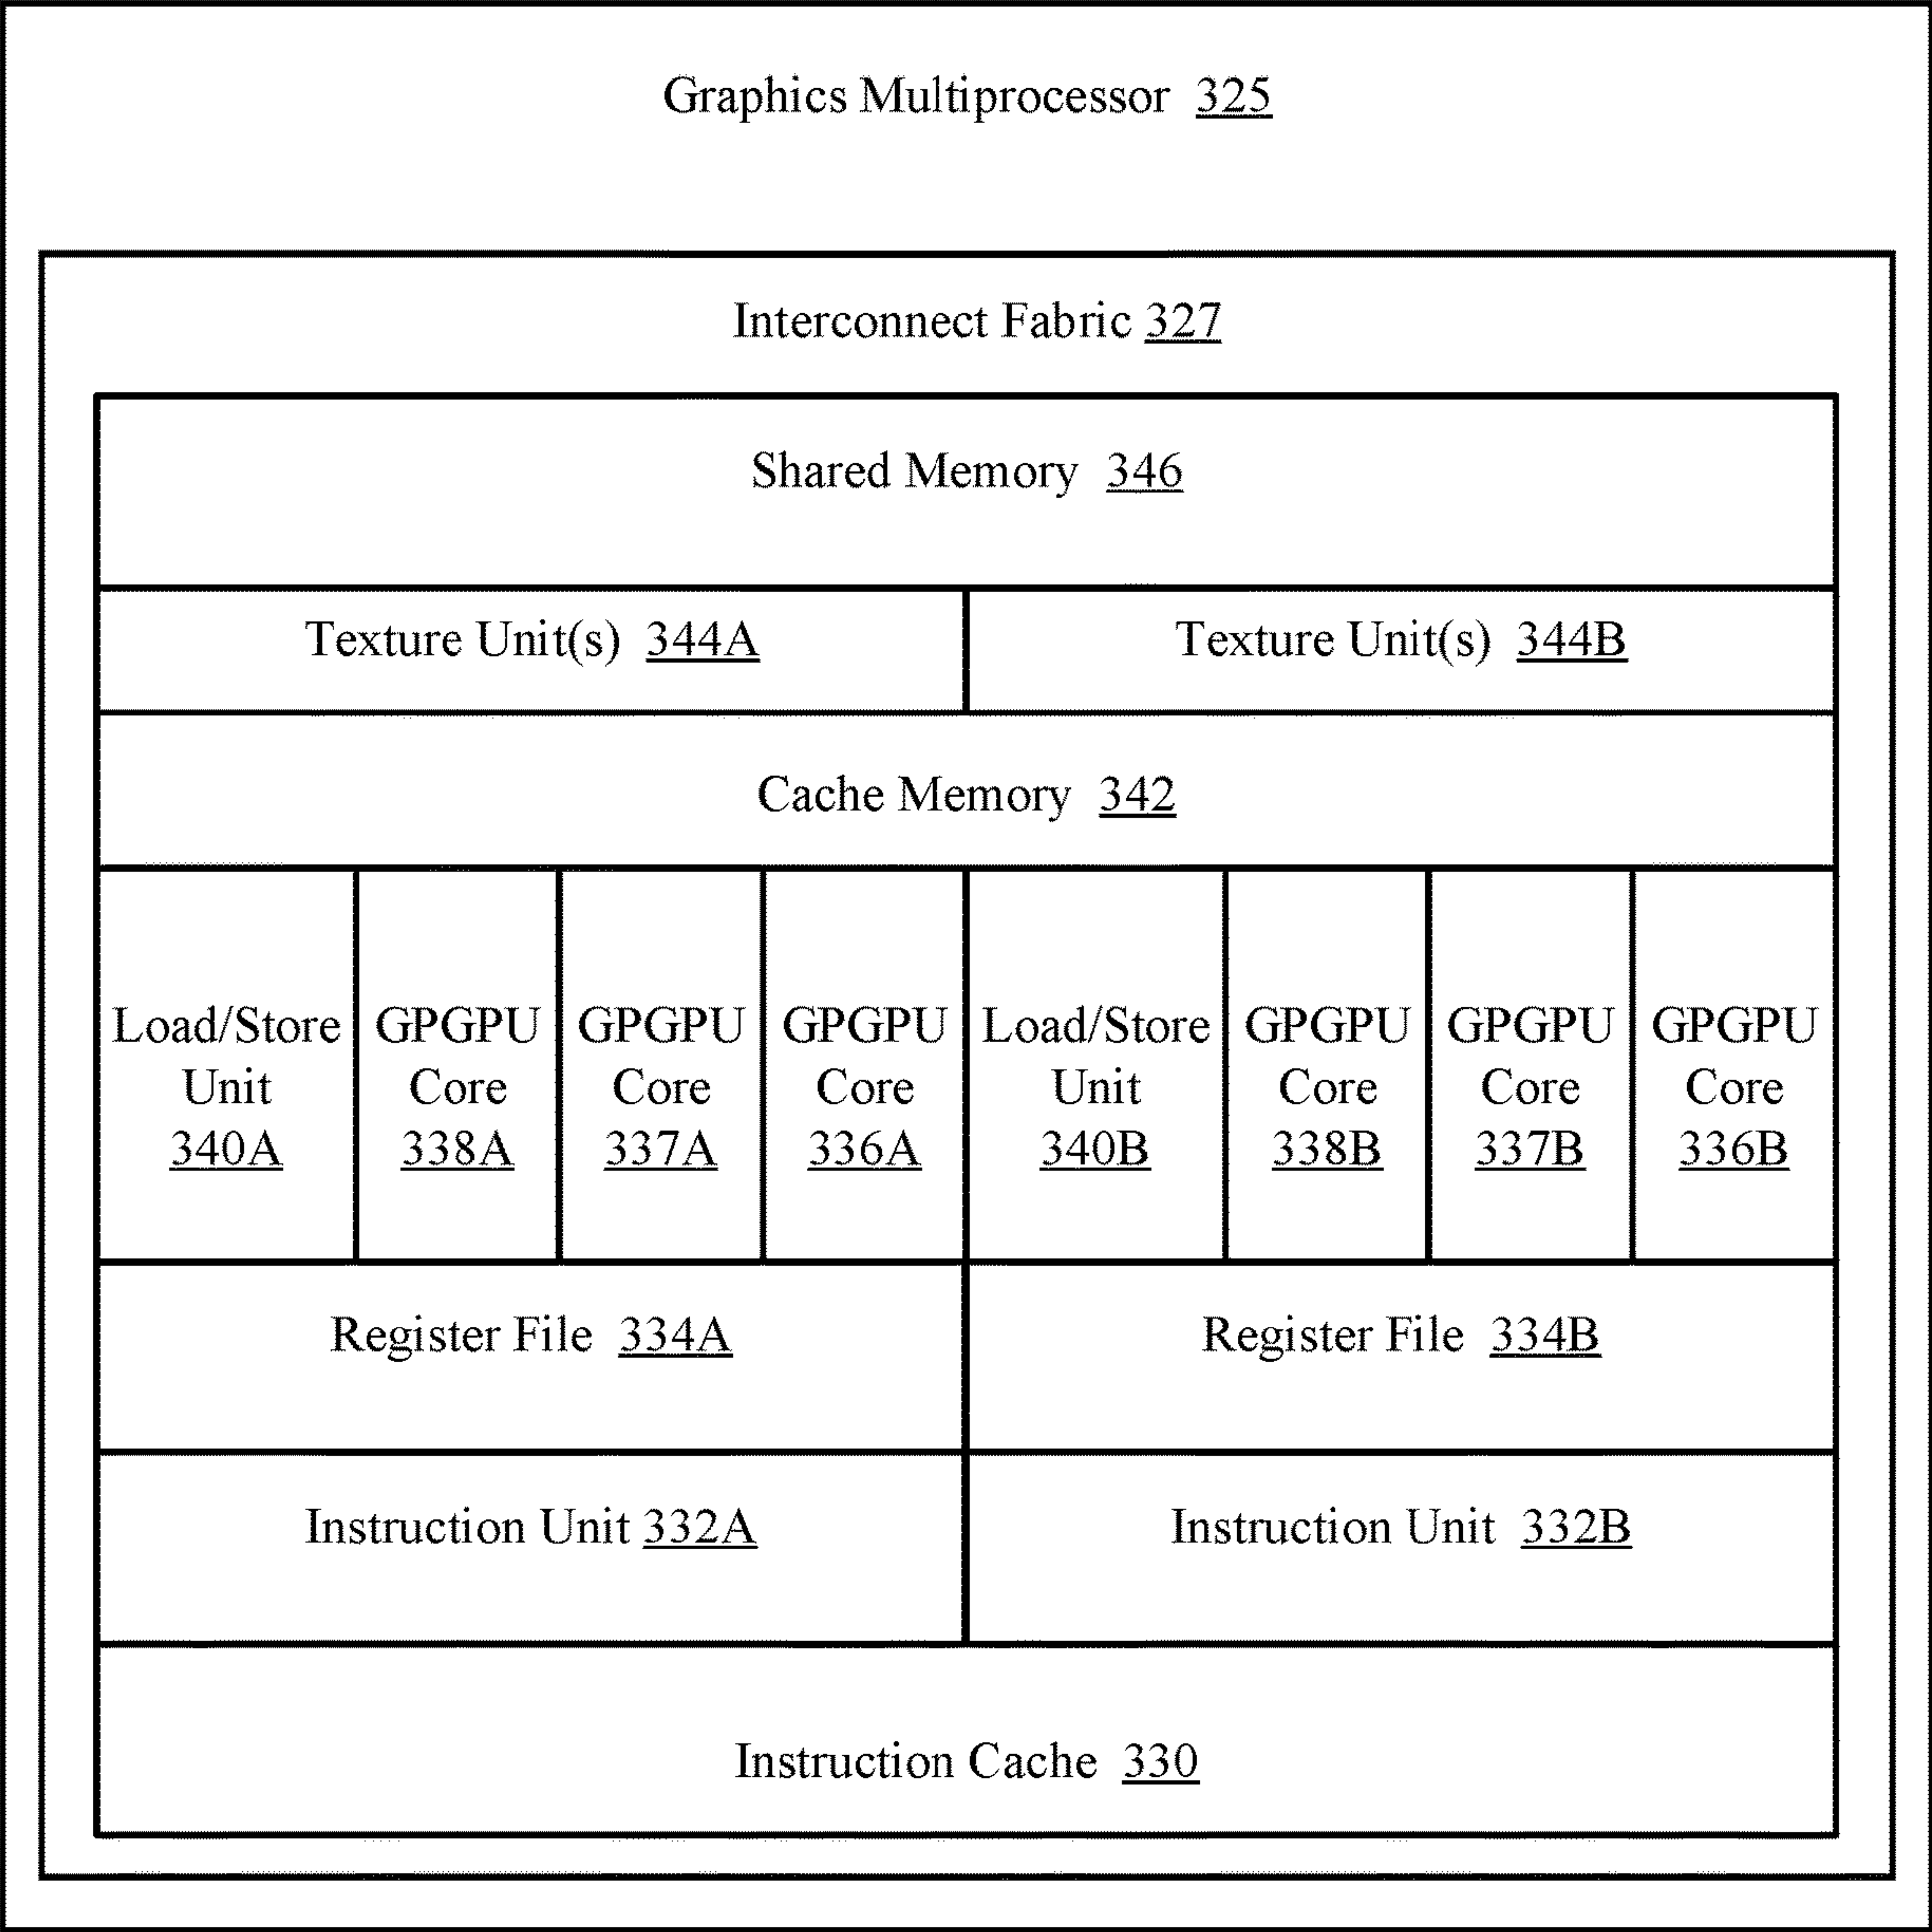 Graphics Multiprocessor 325
Interconnect Fabric 327
Shared Memory 346
Texture Unit(s) 344A
Texture Unit(s) 344B
Cache Memory 342
Load/Store
Unit
340A
GPGPU
Core
338A
GPGPU
Core
337A
GPGPU
Core
336A
Load/Store
Unit
340B
GPGPU
Core
338B
GPGPU
Core
337B
GPGPU
Core
336B
Register File 334A
Register File 334B
Instruction Unit 332A
Instruction Unit 332B
Instruction Cache 330